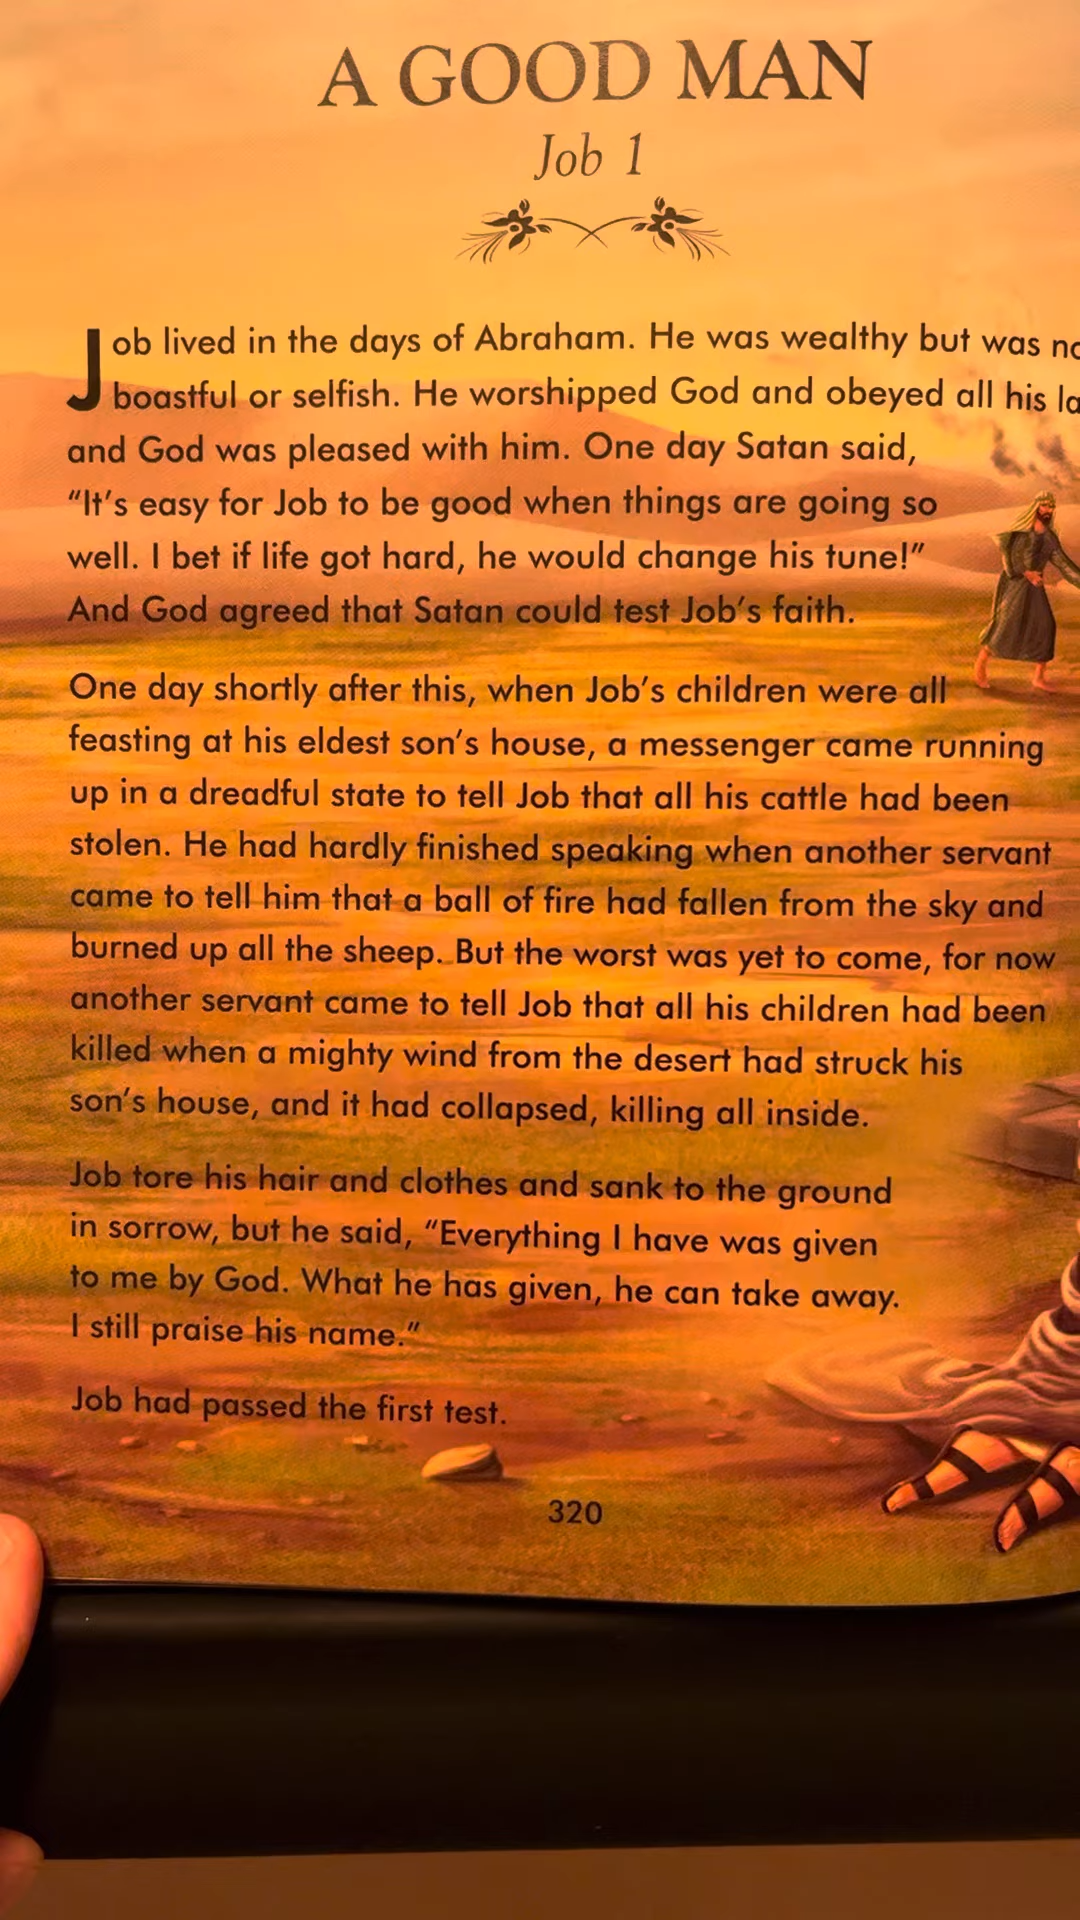 A GOOD MAN
Job 1
Job lived in the days of Abraham. He was wealthy but was
boastful or selfish. He worshipped God and obeyed all his
and God was pleased with him. One day Satan said,
“It’s easy for Job to be good when things are going so
well. I bet if life got hard, he would change his tune!”
And God agreed that Satan could test Job’s faith.
One day shortly after this, when Job’s children were all
feasting at his eldest son’s house, a messenger came running
up in a dreadful state to tell Job that all his cattle had been
stolen. He had hardly finished speaking when another servant
came to tell him that a ball of fire had fallen from the sky and
burned up all the sheep. But the worst was yet to come, for now
another servant came to tell Job that all his children had been
killed when a mighty wind from the desert had struck his
son’s house, and it had collapsed, killing all inside.
Job tore his hair and clothes and sank to the ground
in sorrow, but he said, “Everything I have was given
to me by God. What he has given, he can take away.
I still praise his name.”
Job had passed the first test.
320